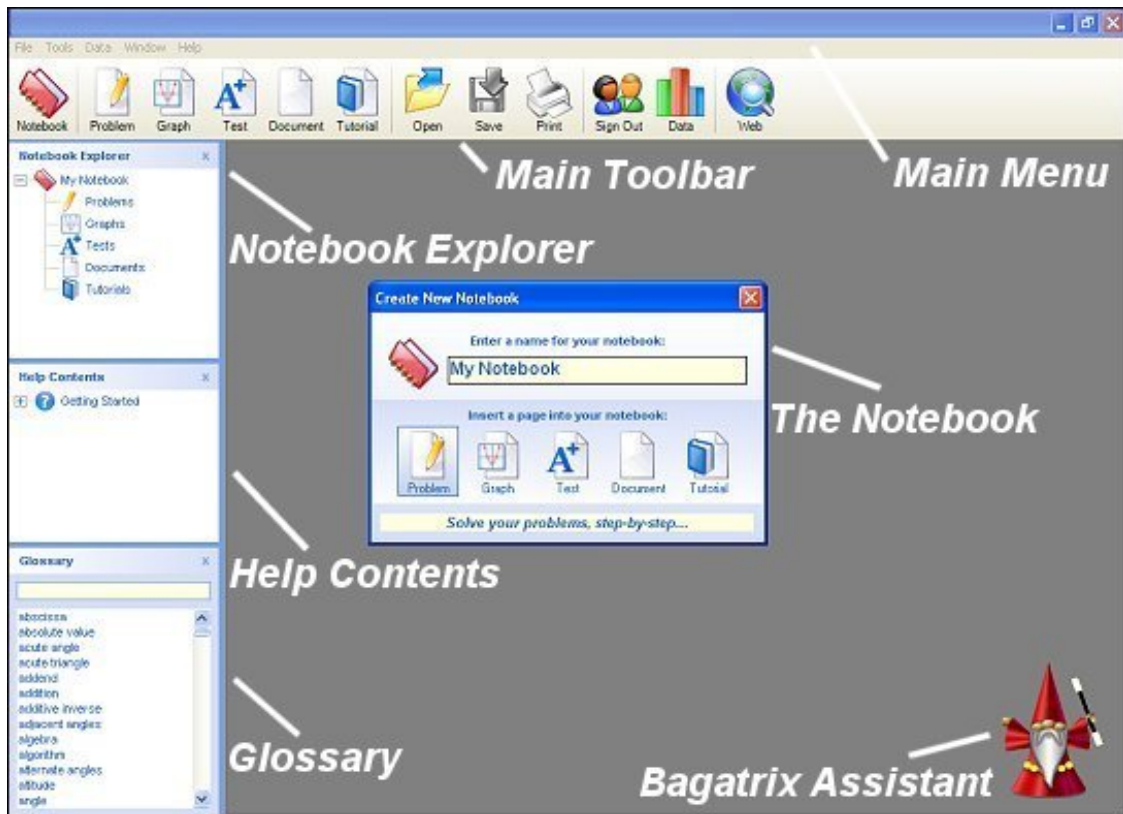 File Tools Data Window Help
Notebook Problem Graph Test Document Tutorial Open Save Print Sign Out Data Web
Main Toolbar
Main Menu
Notebook Explorer x
My Notebook
Problems
Graphs
Tests
Documents
Tutorials
Notebook Explorer
Create New Notebook
Enter a name for your notebook:
My Notebook
Insert a page into your notebook:
Problem Graph Test Document Tutorial
Solve your problems, step-by-step...
The Notebook
Help Contents x
Getting Started
Help Contents
Glossary x
abscissa
absolute value
acute angle
acute triangle
addend
addition
additive inverse
adjacent angles
algebra
algorithm
alternate angles
altitude
angle
Glossary
Bagatrix Assistant